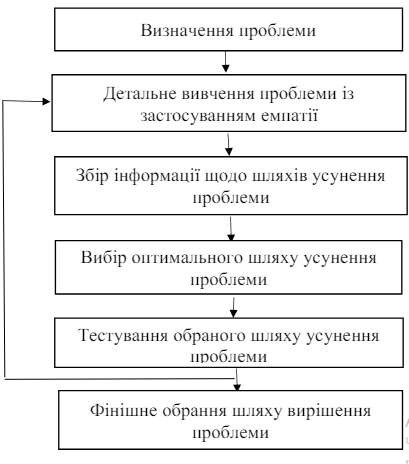 Визначення проблеми
Детальне вивчення проблеми із
застосуванням емпатії
Збір інформації щодо шляхів усунення
проблеми
Вибір оптимального шляху усунення
проблеми
Тестування обраного шляху усунення
проблеми
Фінішне обрання шляху вирішення
проблеми